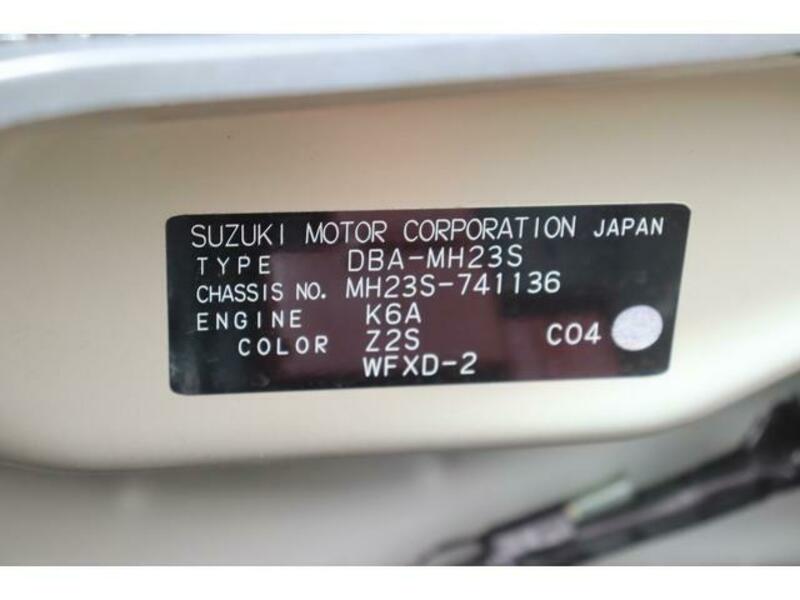 SUZUKI MOTOR CORPORATION JAPAN
TYPE DBA-MH23S
CHASSIS NO. MH23S-741136
ENGINE K6A
COLOR Z2S C04
WFXD-2